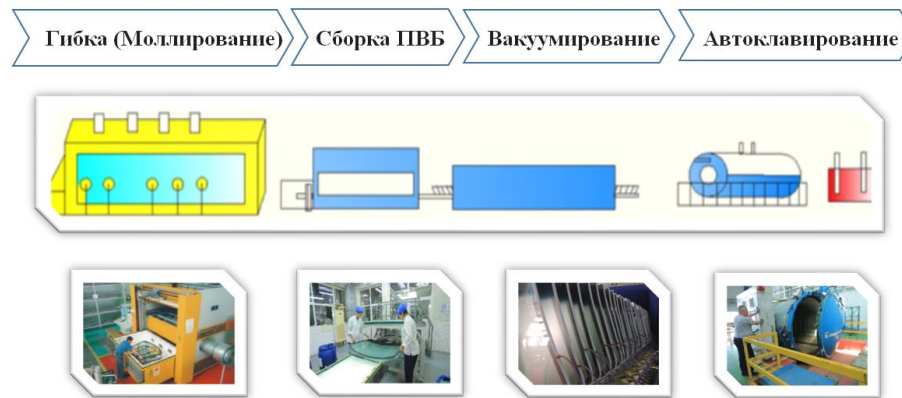 Гибка (Моллирование)
Сборка ПВБ
Вакуумирование
Автоклавирование